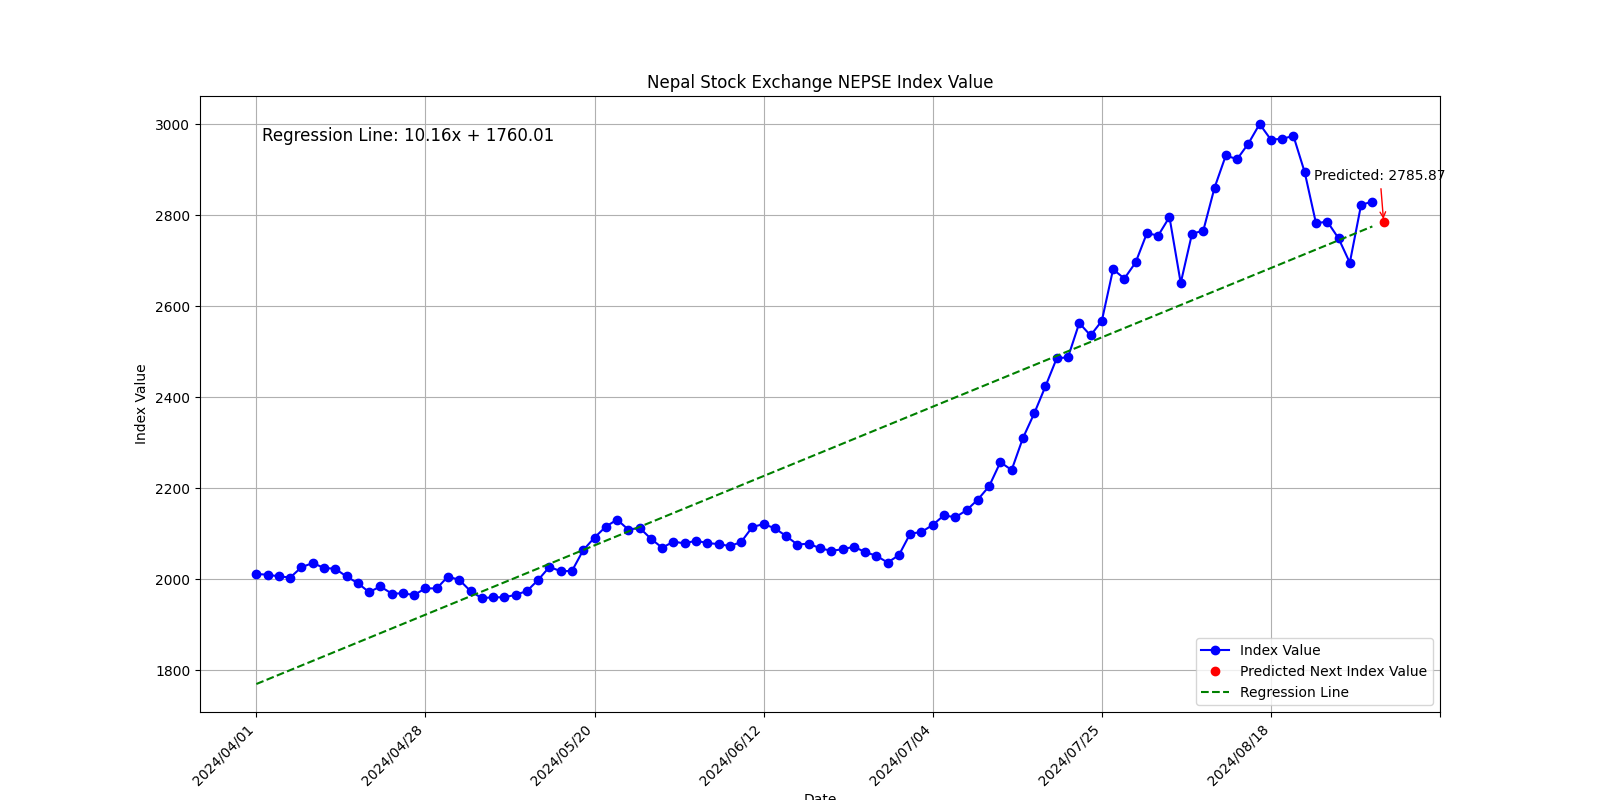 Nepal Stock Exchange NEPSE Index Value
3000
2800
2600
2400
2200
2000
1800
Index Value
Regression Line: 10.16x + 1760.01
Predicted: 2785.87
Index Value
Predicted Next Index Value
Regression Line
2024/04/01
2024/04/28
2024/05/20
2024/06/12
2024/07/04
2024/07/25
2024/08/18
Date